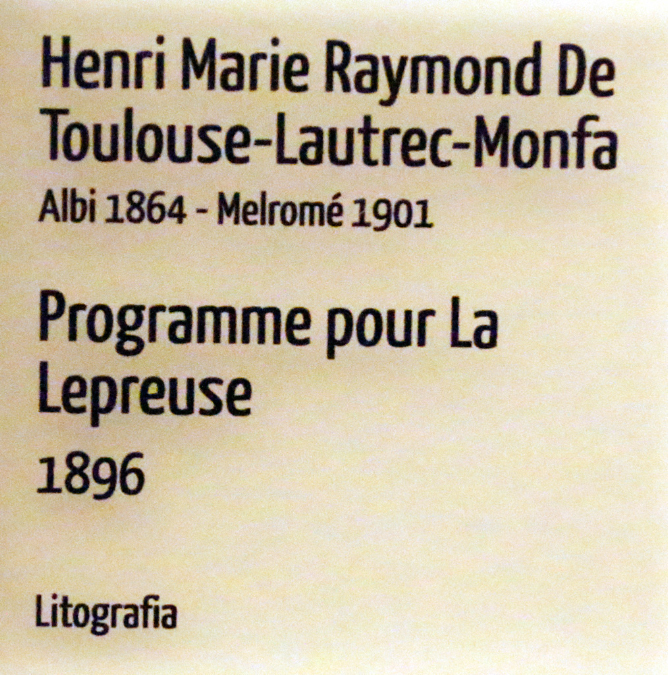 Henri Marie Raymond De
Toulouse-Lautrec-Monfa
Albi 1864 - Melromé 1901
Programme pour La
Lepreuse
1896
Litografia